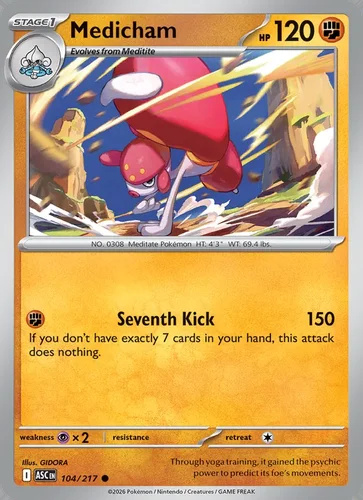 STAGE 1
Medicham
HP 120
Evolves from Meditite
NO. 0308 Meditate Pokémon HT: 4'3" WT: 69.4 lbs.
Seventh Kick 150
If you don't have exactly 7 cards in your hand, this attack
does nothing.
weakness ×2 resistance retreat
Illus. GIDORA
I ASC EN 104/217
Through yoga training, it gained the psychic
power to predict its foe's movements.
©2026 Pokémon / Nintendo / Creatures / GAME FREAK